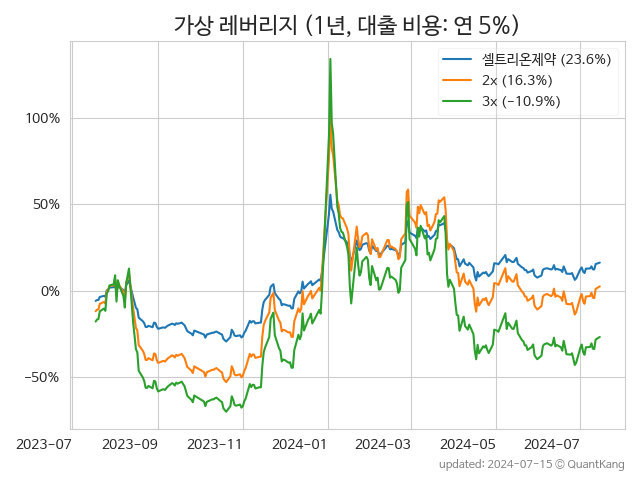 가상 레버리지 (1년, 대출 비용: 연 5%)
셀트리온제약 (23.6%)
2x (16.3%)
3x (−10.9%)
100%
50%
0%
−50%
2023−07 2023−09 2023−11 2024−01 2024−03 2024−05 2024−07
updated: 2024−07−15 © QuantKang